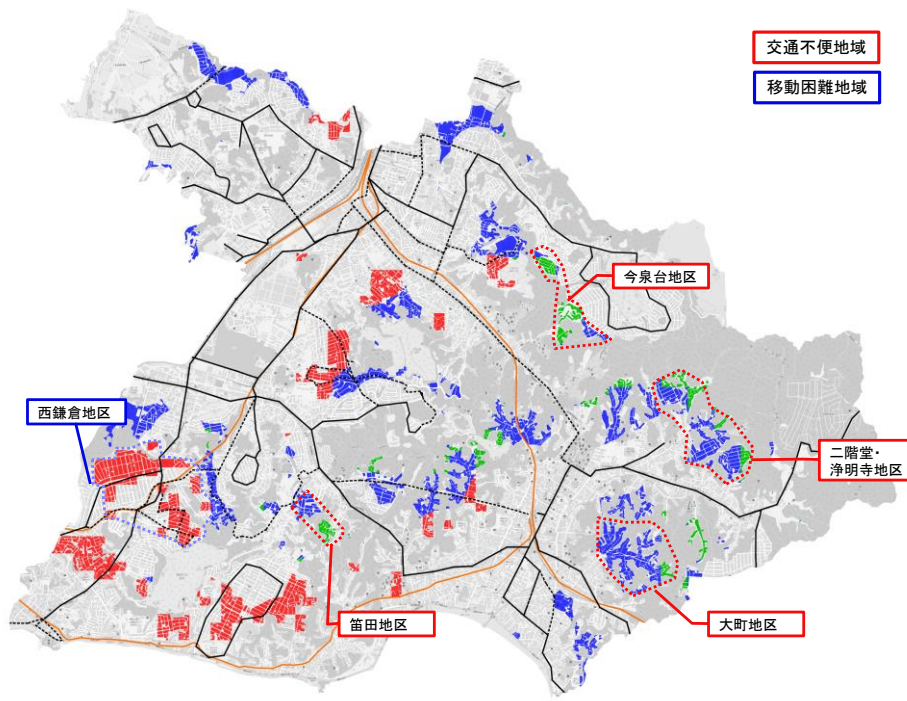 交通不便地域
移動困難地域
今泉台地区
西鎌倉地区
二階堂・
浄明寺地区
笛田地区
大町地区